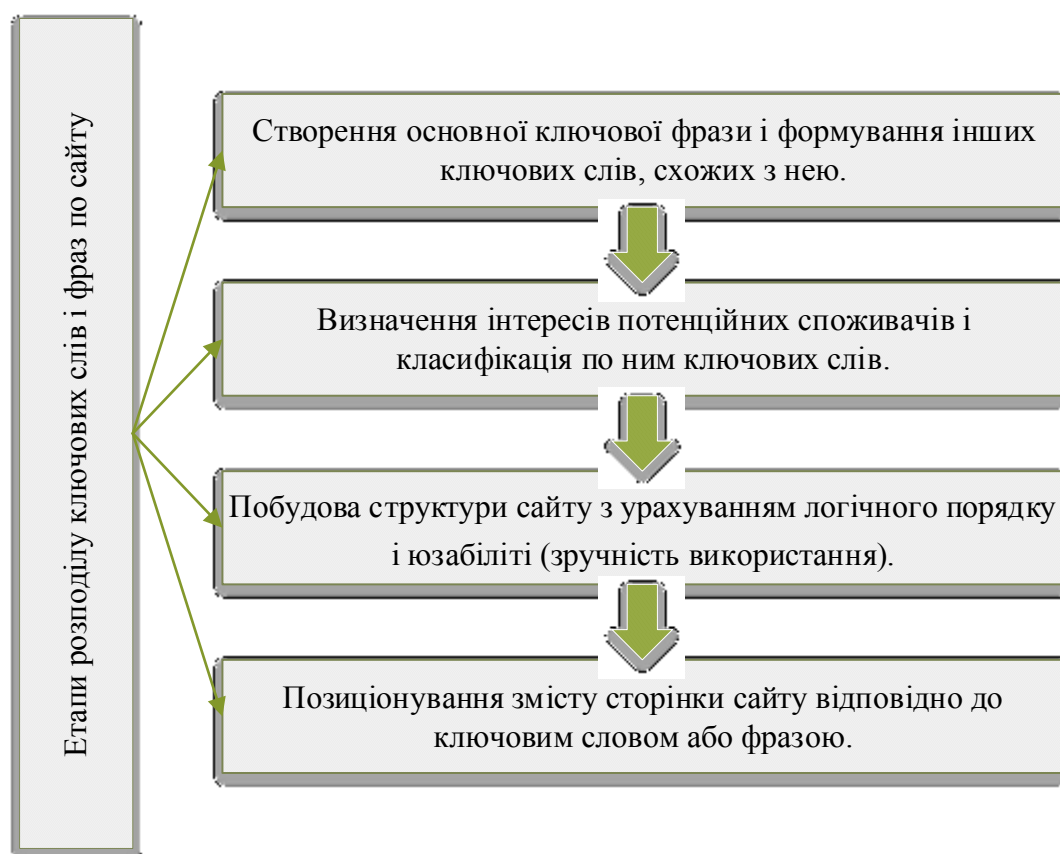 Етапи розподілу ключових слів і фраз по сайту
Створення основної ключової фрази і формування інших
ключових слів, схожих з нею.
Визначення інтересів потенційних споживачів і
класифікація по ним ключових слів.
Побудова структури сайту з урахуванням логічного порядку
і юзабіліті (зручність використання).
Позиціонування змісту сторінки сайту відповідно до
ключовим словом або фразою.